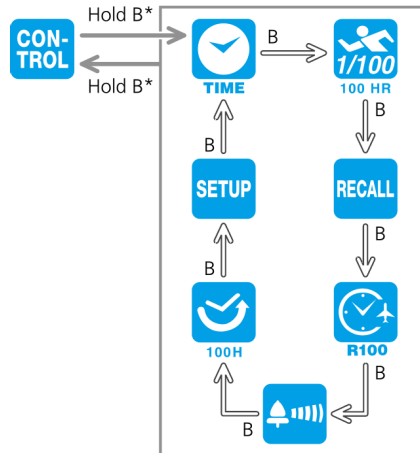 Hold B*
CON-
TROL
Hold B*
TIME
B
1/100
100 HR
B
B
SETUP
RECALL
B
B
100H
R100
B
B